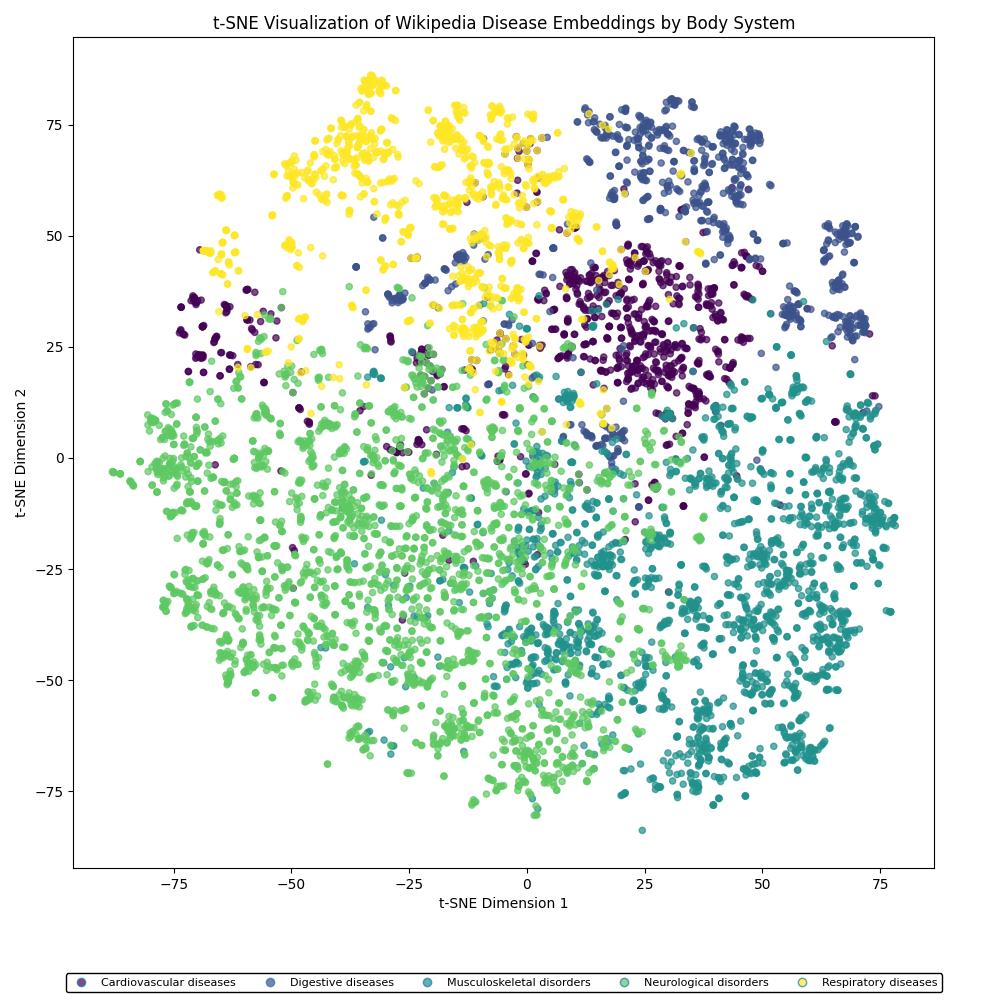 t-SNE Visualization of Wikipedia Disease Embeddings by Body System
t-SNE Dimension 2
75
50
25
0
−25
−50
−75
−75 −50 −25 0 25 50 75
t-SNE Dimension 1
Cardiovascular diseases Digestive diseases Musculoskeletal disorders Neurological disorders Respiratory diseases